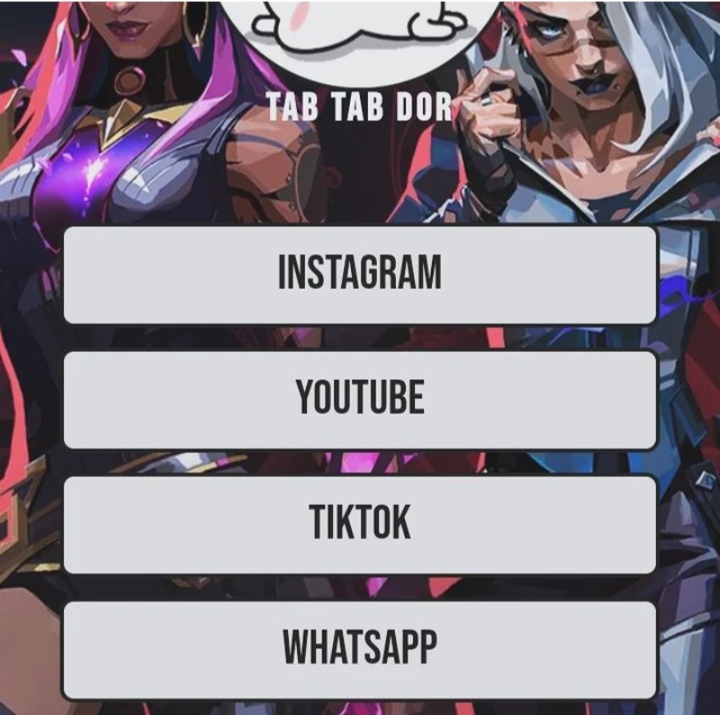 TAB TAB DOR
INSTAGRAM
YOUTUBE
TIKTOK
WHATSAPP